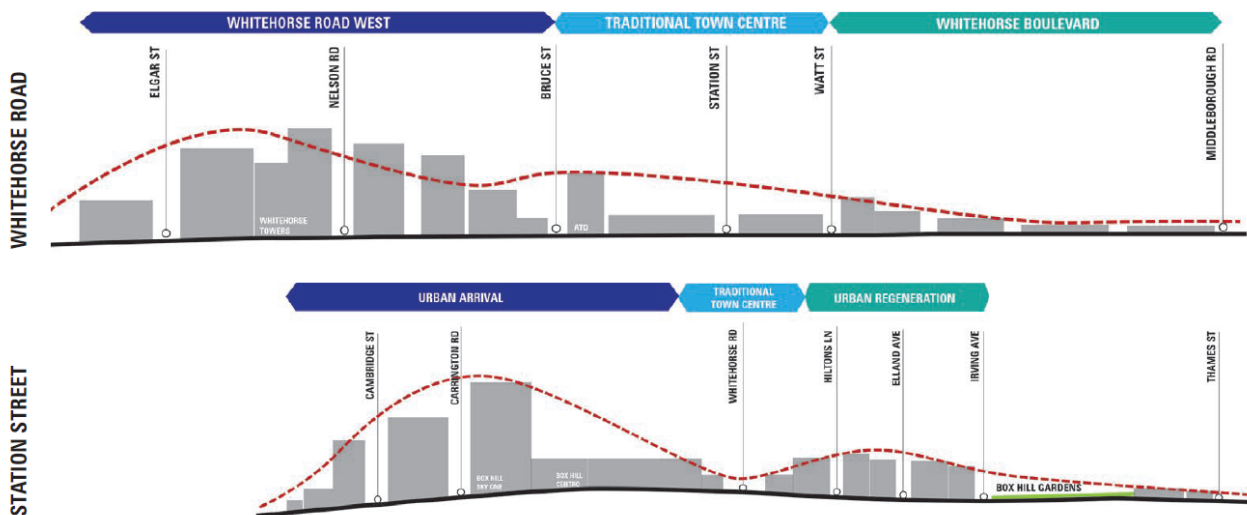 WHITEHORSE ROAD WEST
TRADITIONAL TOWN CENTRE
WHITEHORSE BOULEVARD
WHITEHORSE ROAD
ELGAR ST
NELSON RD
BRUCE ST
STATION ST
WATT ST
MIDDLEBOROUGH RD
WHITEHORSE
TOWERS
ATO
URBAN ARRIVAL
TRADITIONAL
TOWN CENTRE
URBAN REGENERATION
STATION STREET
CAMBRIDGE ST
CARRINGTON RD
WHITEHORSE RD
HILTONS LN
ELLAND AVE
IRVING AVE
THAMES ST
BOX HILL
SKY ONE
BOX HILL
CENTRO
BOX HILL GARDENS